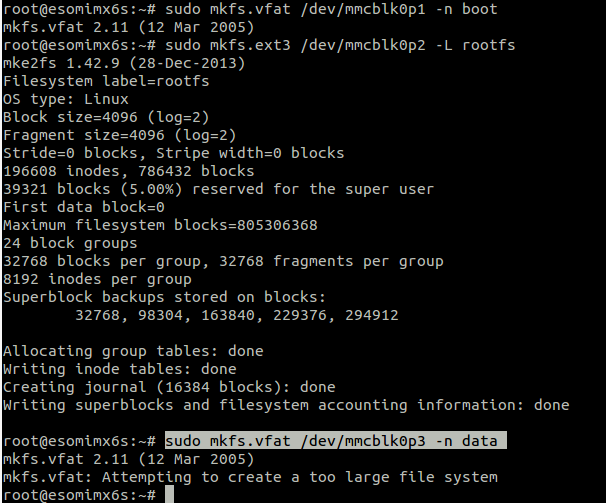 root@esomimx6s:~# sudo mkfs.vfat /dev/mmcblk0p1 -n boot
mkfs.vfat 2.11 (12 Mar 2005)
root@esomimx6s:~# sudo mkfs.ext3 /dev/mmcblk0p2 -L rootfs
mke2fs 1.42.9 (28-Dec-2013)
Filesystem label=rootfs
OS type: Linux
Block size=4096 (log=2)
Fragment size=4096 (log=2)
Stride=0 blocks, Stripe width=0 blocks
196608 inodes, 786432 blocks
39321 blocks (5.00%) reserved for the super user
First data block=0
Maximum filesystem blocks=805306368
24 block groups
32768 blocks per group, 32768 fragments per group
8192 inodes per group
Superblock backups stored on blocks:
        32768, 98304, 163840, 229376, 294912
Allocating group tables: done
Writing inode tables: done
Creating journal (16384 blocks): done
Writing superblocks and filesystem accounting information: done
root@esomimx6s:~# sudo mkfs.vfat /dev/mmcblk0p3 -n data
mkfs.vfat 2.11 (12 Mar 2005)
mkfs.vfat: Attempting to create a too large file system
root@esomimx6s:~#